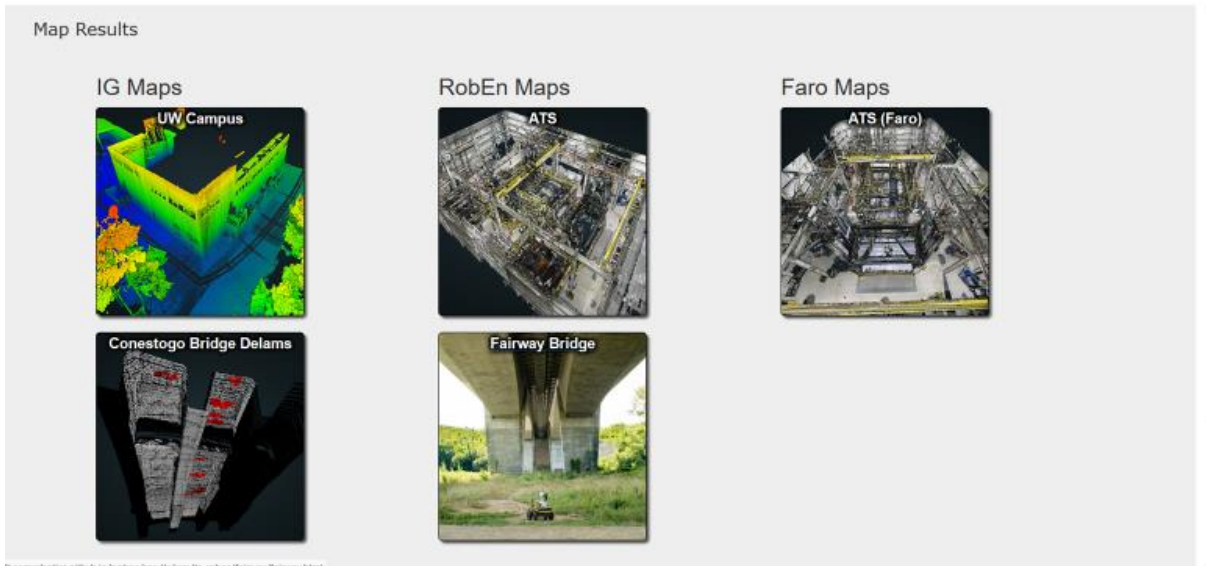 Map Results
IG Maps
RobEn Maps
Faro Maps
UW Campus
ATS
ATS (Faro)
Conestogo Bridge Delams
Fairway Bridge